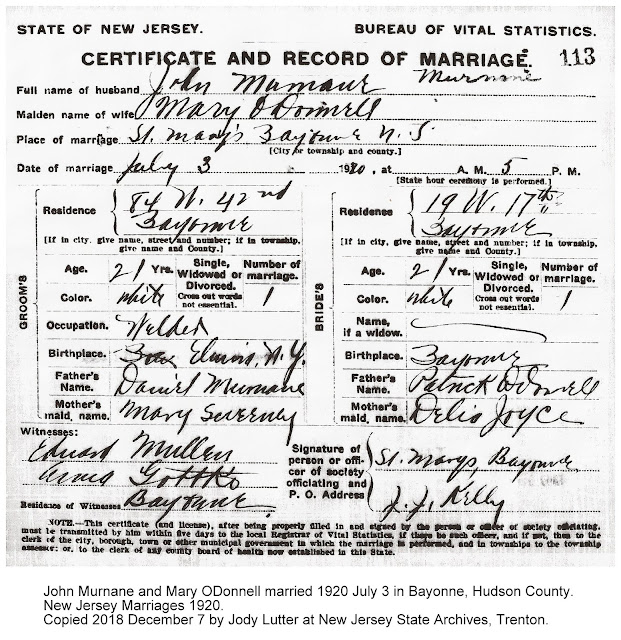 STATE OF NEW JERSEY. BUREAU OF VITAL STATISTICS.
CERTIFICATE AND RECORD OF MARRIAGE. 113
Full name of husband John Murnane Murnane
Maiden name of wife Mary O'Donnell
Place of marriage St. Mary's Bayonne N. J
[City or township and county.]
Date of marriage July 3 1920, at A. M. 5 P. M.
[State hour ceremony is performed.]
GROOM'S
Residence 84 W. 42nd
Bayonne
[If in city, give name, street and number; if in township, give name and County.]
Age. 21 Yrs. Single, Widowed or Divorced. Number of marriage.
Color. White Cross out words not essential. 1
Occupation. Welder
Birthplace. N.Y.
Father's Name. Daniel Murnane
Mother's maid, name. Mary Sweeney
BRIDE'S
Residence 19 W. 17th
Bayonne
[If in city, give name, street and number; if in township, give name and County.]
Age. 21 Yrs. Single, Widowed or Divorced. Number of marriage.
Color. White Cross out words not essential. 1
Name, if a widow.
Birthplace. Bayonne
Father's Name. Patrick O'Donnell
Mother's maid, name. Delia Joyce
Witnesses:
Edward Mullen
Anna
Residence of Witnesses Bayonne
Signature of person or officer of society officiating and P. O. Address
St. Marys Bayonne
J. J. Kelly
NOTE.—This certificate (and license), after being properly filled in and signed by the person or officer of society officiating,
must be transmitted by him within five days to the local Registrar of Vital Statistics, if there be such officer, and if not, then to the
clerk of the city, borough, town or other municipal government in which the marriage is performed, and in townships to the township
assessor; or, to the clerk of any county board of health now established in this State.
John Murnane and Mary ODonnell married 1920 July 3 in Bayonne, Hudson County.
New Jersey Marriages 1920.
Copied 2018 December 7 by Jody Lutter at New Jersey State Archives, Trenton.